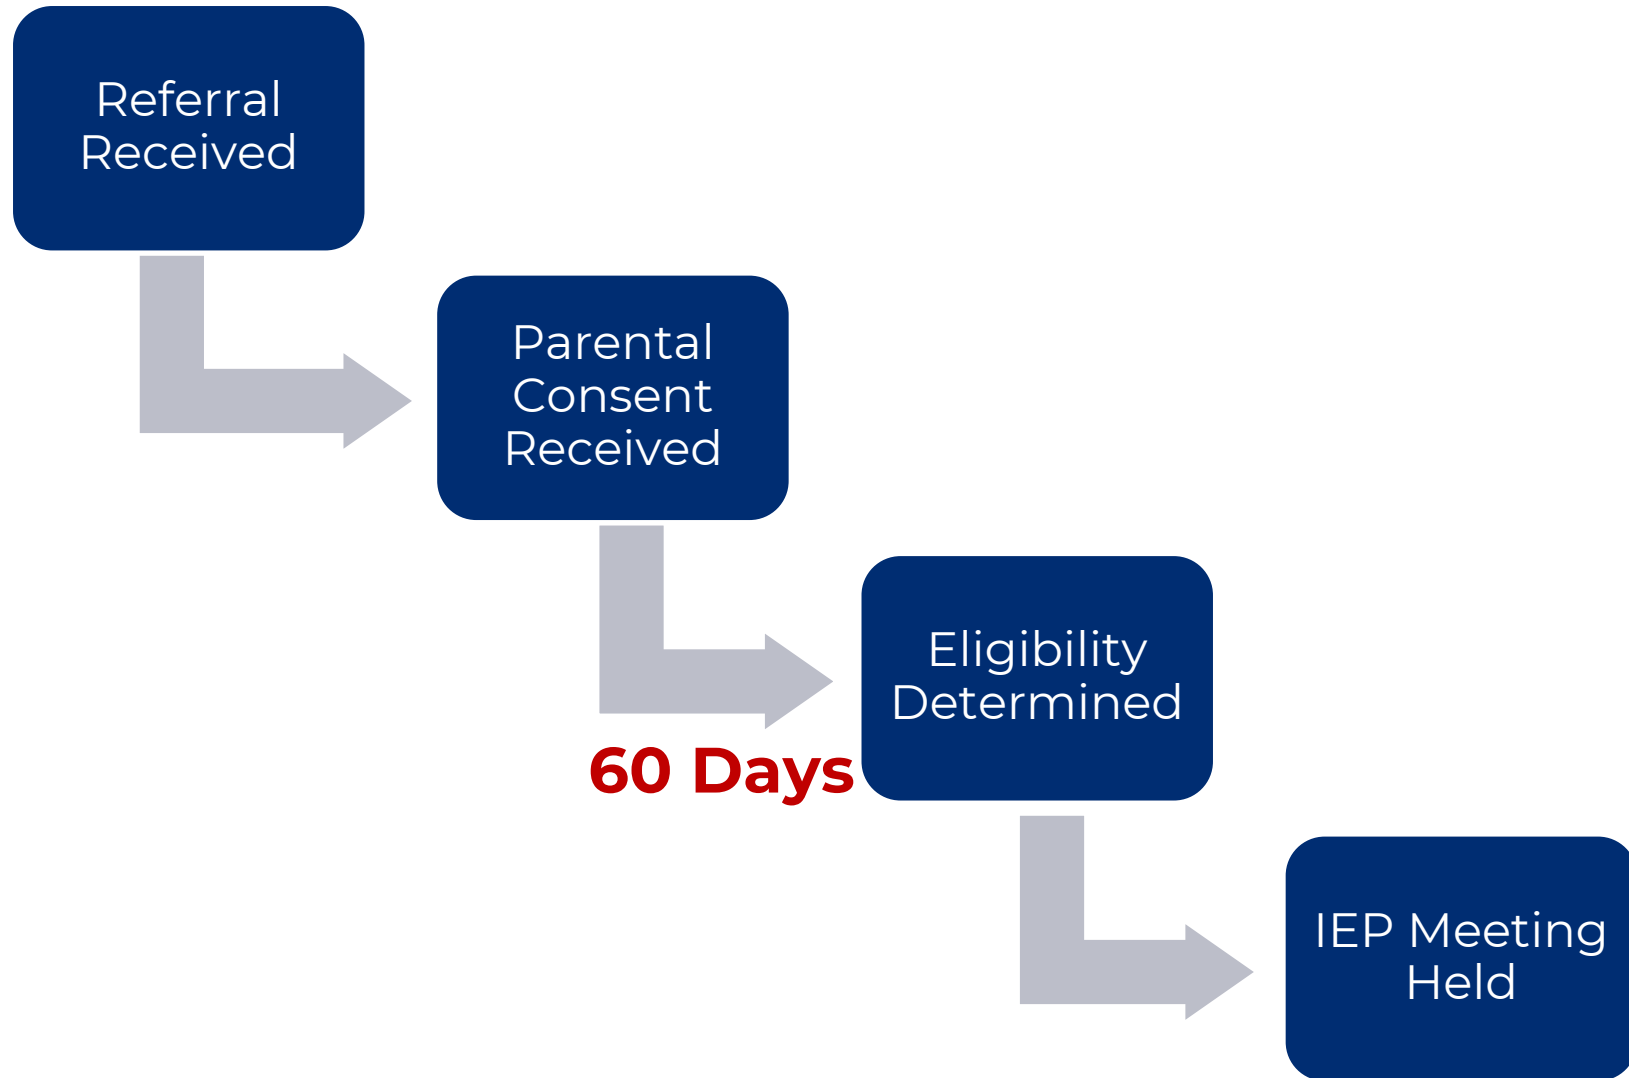 Referral
Received
Parental
Consent
Received
Eligibility
Determined
60 Days
IEP Meeting
Held